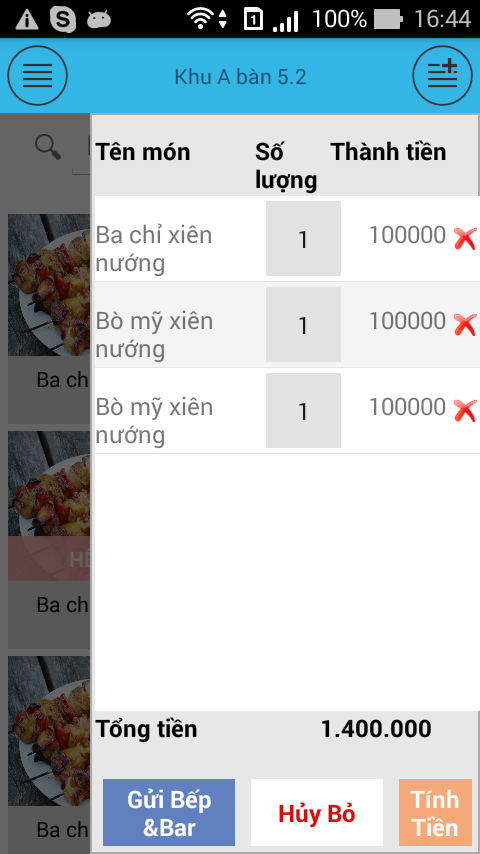 100% 16:44
1
Khu A bàn 5.2
Tên món Số lượng Thành tiền
Ba chỉ xiên nướng 1 100000
Bò mỹ xiên nướng 1 100000
Bò mỹ xiên nướng 1 100000
Ba ch
Ba ch
Ba ch
Tổng tiền 1.400.000
Gửi Bếp
&Bar
Hủy Bỏ
Tính
Tiền